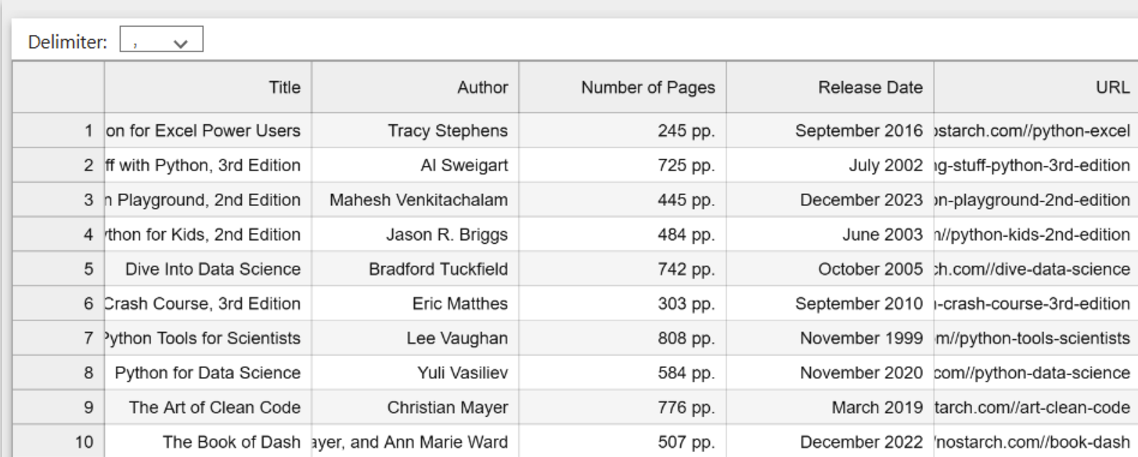 Delimiter: ,
Title Author Number of Pages Release Date URL
1 on for Excel Power Users Tracy Stephens 245 pp. September 2016 ostarch.com//python-excel
2 ff with Python, 3rd Edition Al Sweigart 725 pp. July 2002 ng-stuff-python-3rd-edition
3 n Playground, 2nd Edition Mahesh Venkitachalam 445 pp. December 2023 on-playground-2nd-edition
4 ython for Kids, 2nd Edition Jason R. Briggs 484 pp. June 2003 n//python-kids-2nd-edition
5 Dive Into Data Science Bradford Tuckfield 742 pp. October 2005 ch.com//dive-data-science
6 Crash Course, 3rd Edition Eric Matthes 303 pp. September 2010 -crash-course-3rd-edition
7 Python Tools for Scientists Lee Vaughan 808 pp. November 1999 om//python-tools-scientists
8 Python for Data Science Yuli Vasiliev 584 pp. November 2020 com//python-data-science
9 The Art of Clean Code Christian Mayer 776 pp. March 2019 tarch.com//art-clean-code
10 The Book of Dash ayer, and Ann Marie Ward 507 pp. December 2022 nostarch.com//book-dash